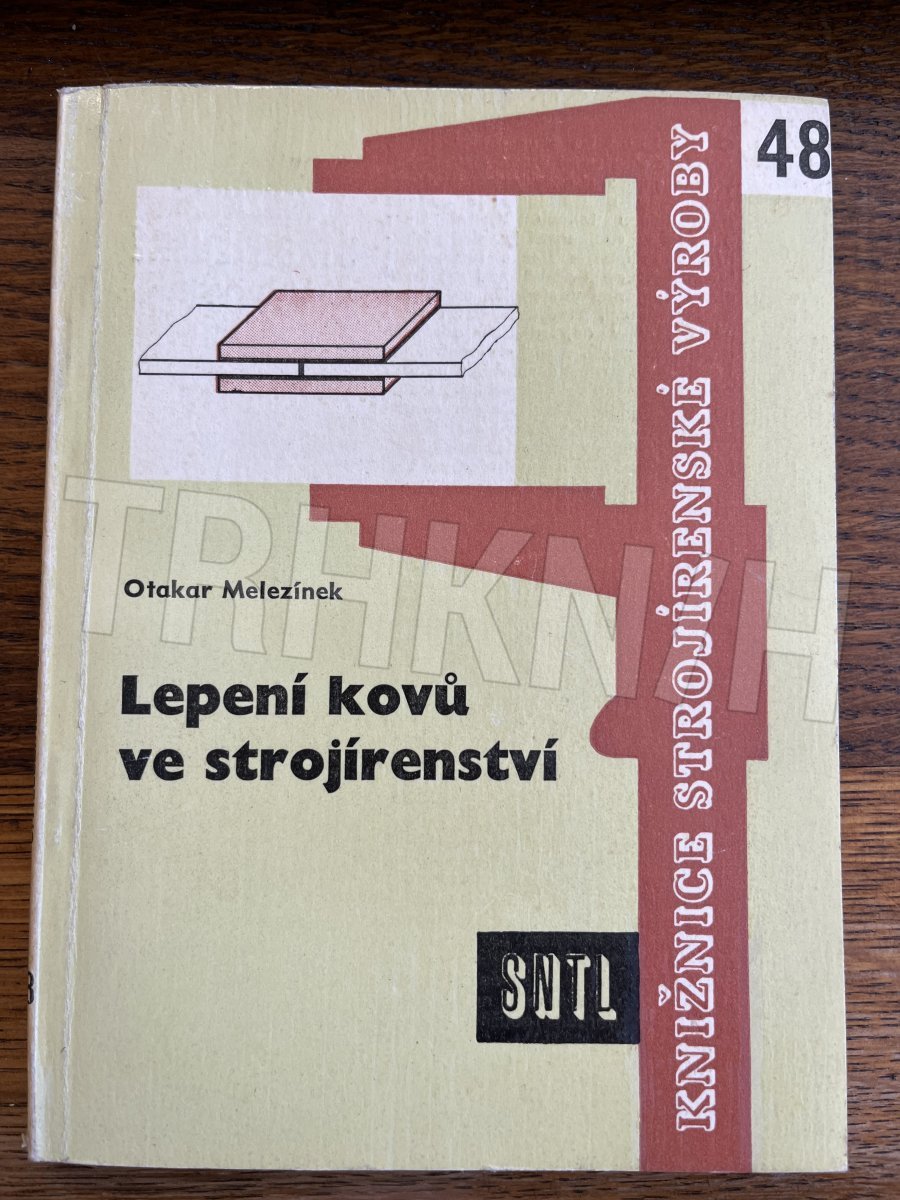 48
KNIŽNICE STROJÍRENSKÉ VÝROBY
Otakar Melezínek
Lepení kovů
ve strojírenství
SNTL
TRHKNIH